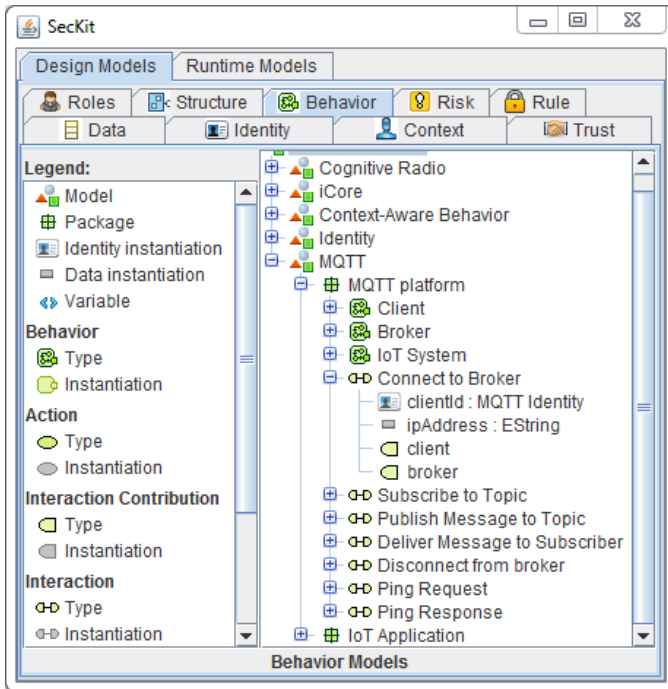 SecKit
Design Models Runtime Models
Roles Structure Behavior Risk Rule
Data Identity Context Trust
Legend:
Model
Package
Identity instantiation
Data instantiation
Variable
Behavior
Type
Instantiation
Action
Type
Instantiation
Interaction Contribution
Type
Instantiation
Interaction
Type
Instantiation
Cognitive Radio
iCore
Context-Aware Behavior
Identity
MQTT
MQTT platform
Client
Broker
IoT System
Connect to Broker
clientId : MQTT Identity
ipAddress : EString
client
broker
Subscribe to Topic
Publish Message to Topic
Deliver Message to Subscriber
Disconnect from broker
Ping Request
Ping Response
IoT Application
Behavior Models